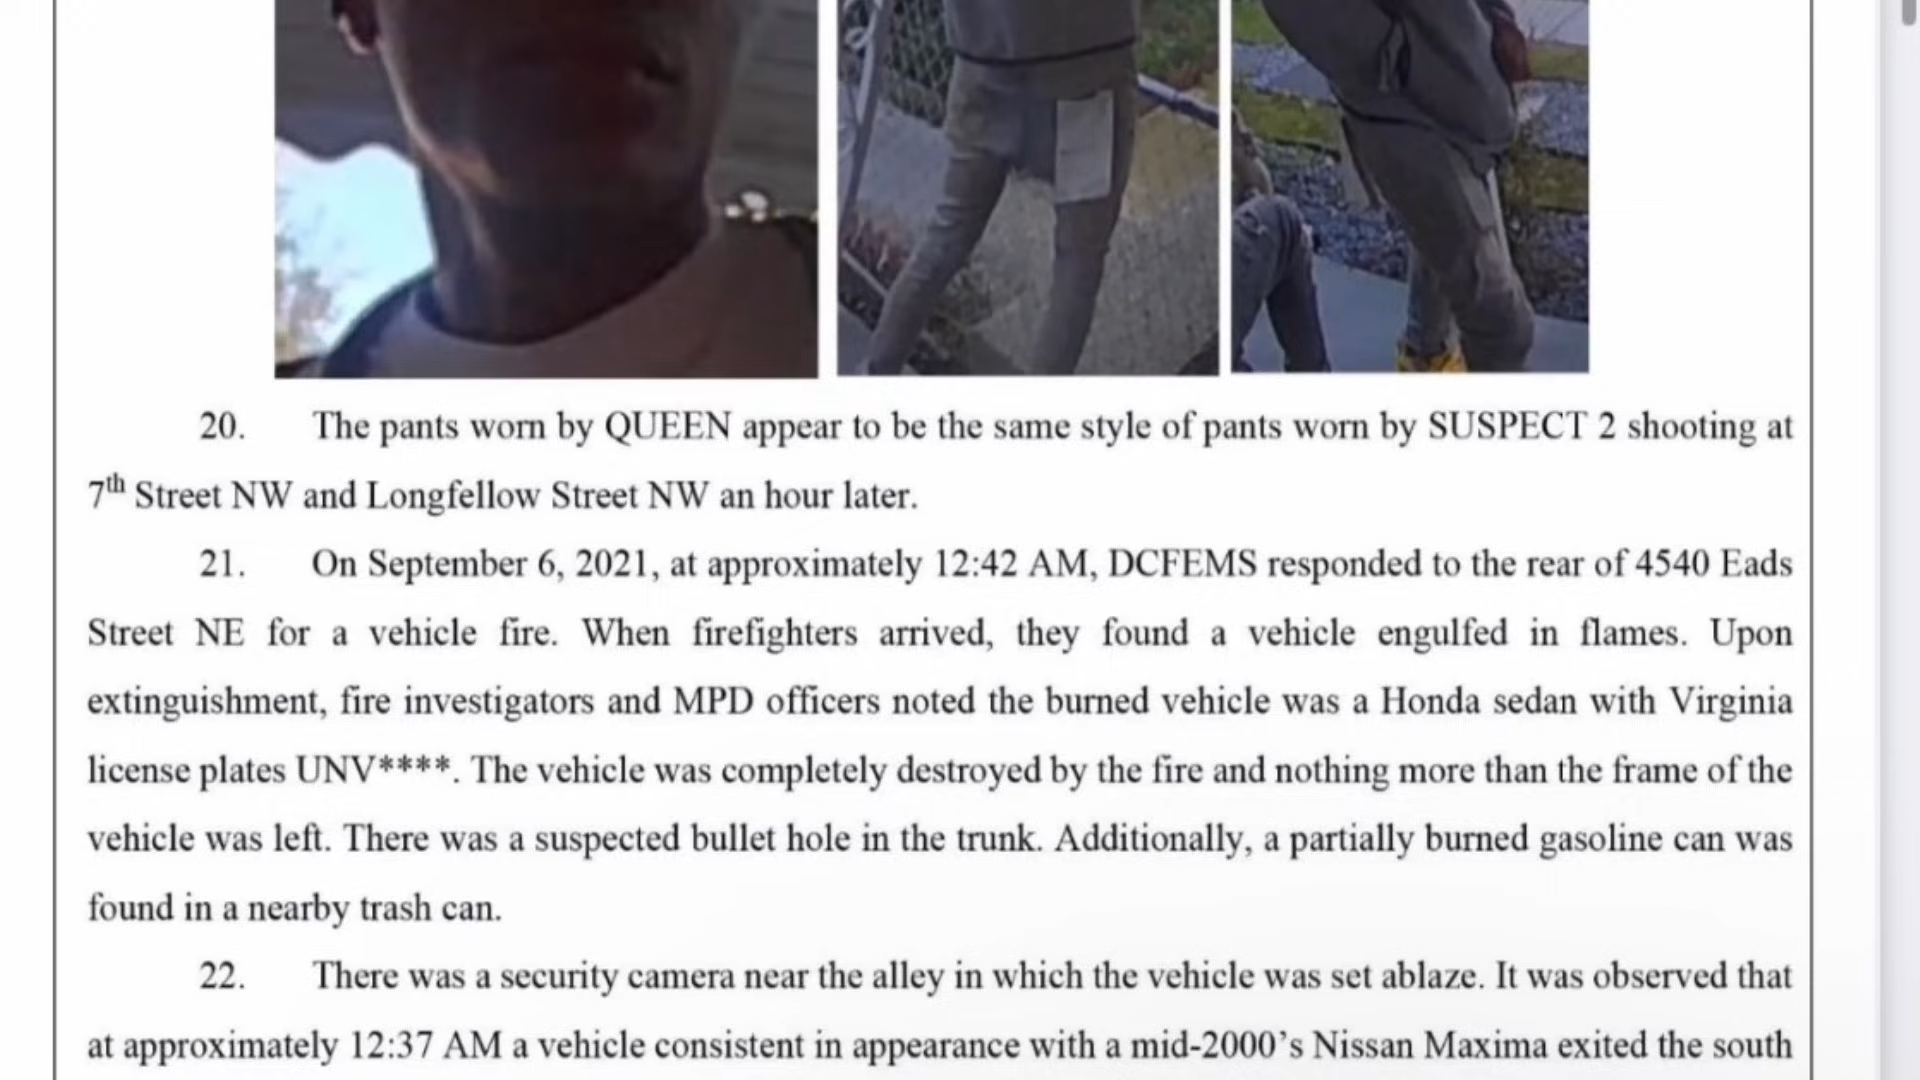 20. The pants worn by QUEEN appear to be the same style of pants worn by SUSPECT 2 shooting at
7th Street NW and Longfellow Street NW an hour later.
21. On September 6, 2021, at approximately 12:42 AM, DCFEMS responded to the rear of 4540 Eads
Street NE for a vehicle fire. When firefighters arrived, they found a vehicle engulfed in flames. Upon
extinguishment, fire investigators and MPD officers noted the burned vehicle was a Honda sedan with Virginia
license plates UNV****. The vehicle was completely destroyed by the fire and nothing more than the frame of the
vehicle was left. There was a suspected bullet hole in the trunk. Additionally, a partially burned gasoline can was
found in a nearby trash can.
22. There was a security camera near the alley in which the vehicle was set ablaze. It was observed that
at approximately 12:37 AM a vehicle consistent in appearance with a mid-2000’s Nissan Maxima exited the south